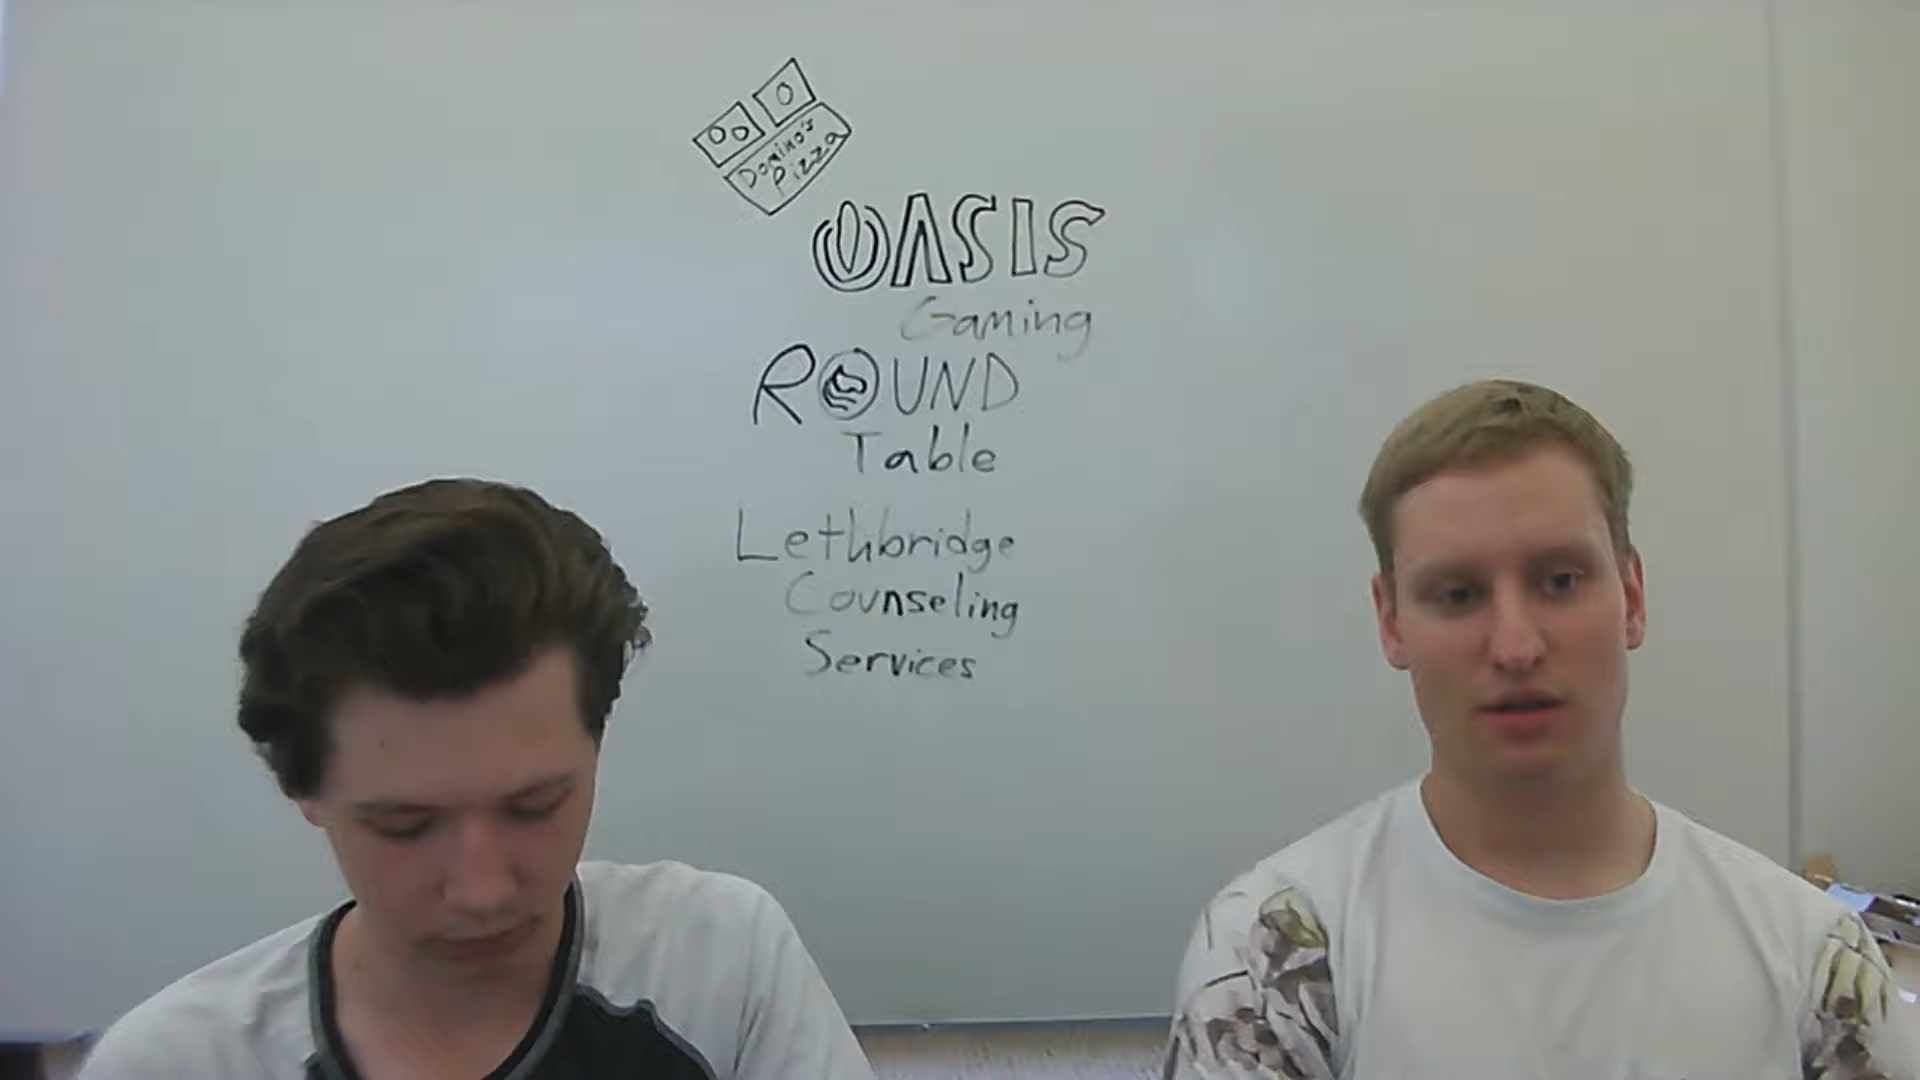 Domino's
Pizza
OASIS
Gaming
ROUND
Table
Lethbridge
Counseling
Services